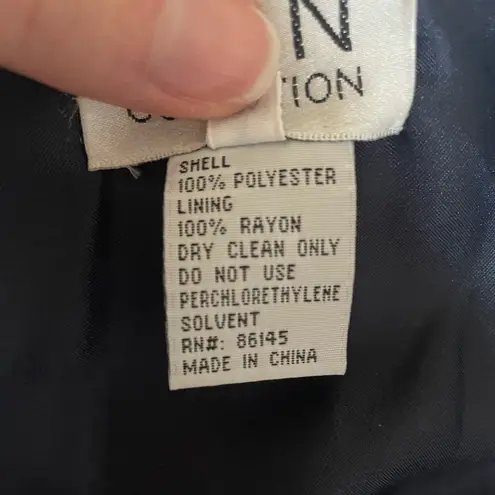 N
TION
SHELL
100% POLYESTER
LINING
100% RAYON
DRY CLEAN ONLY
DO NOT USE
PERCHLORETHYLENE
SOLVENT
RN#: 86145
MADE IN CHINA